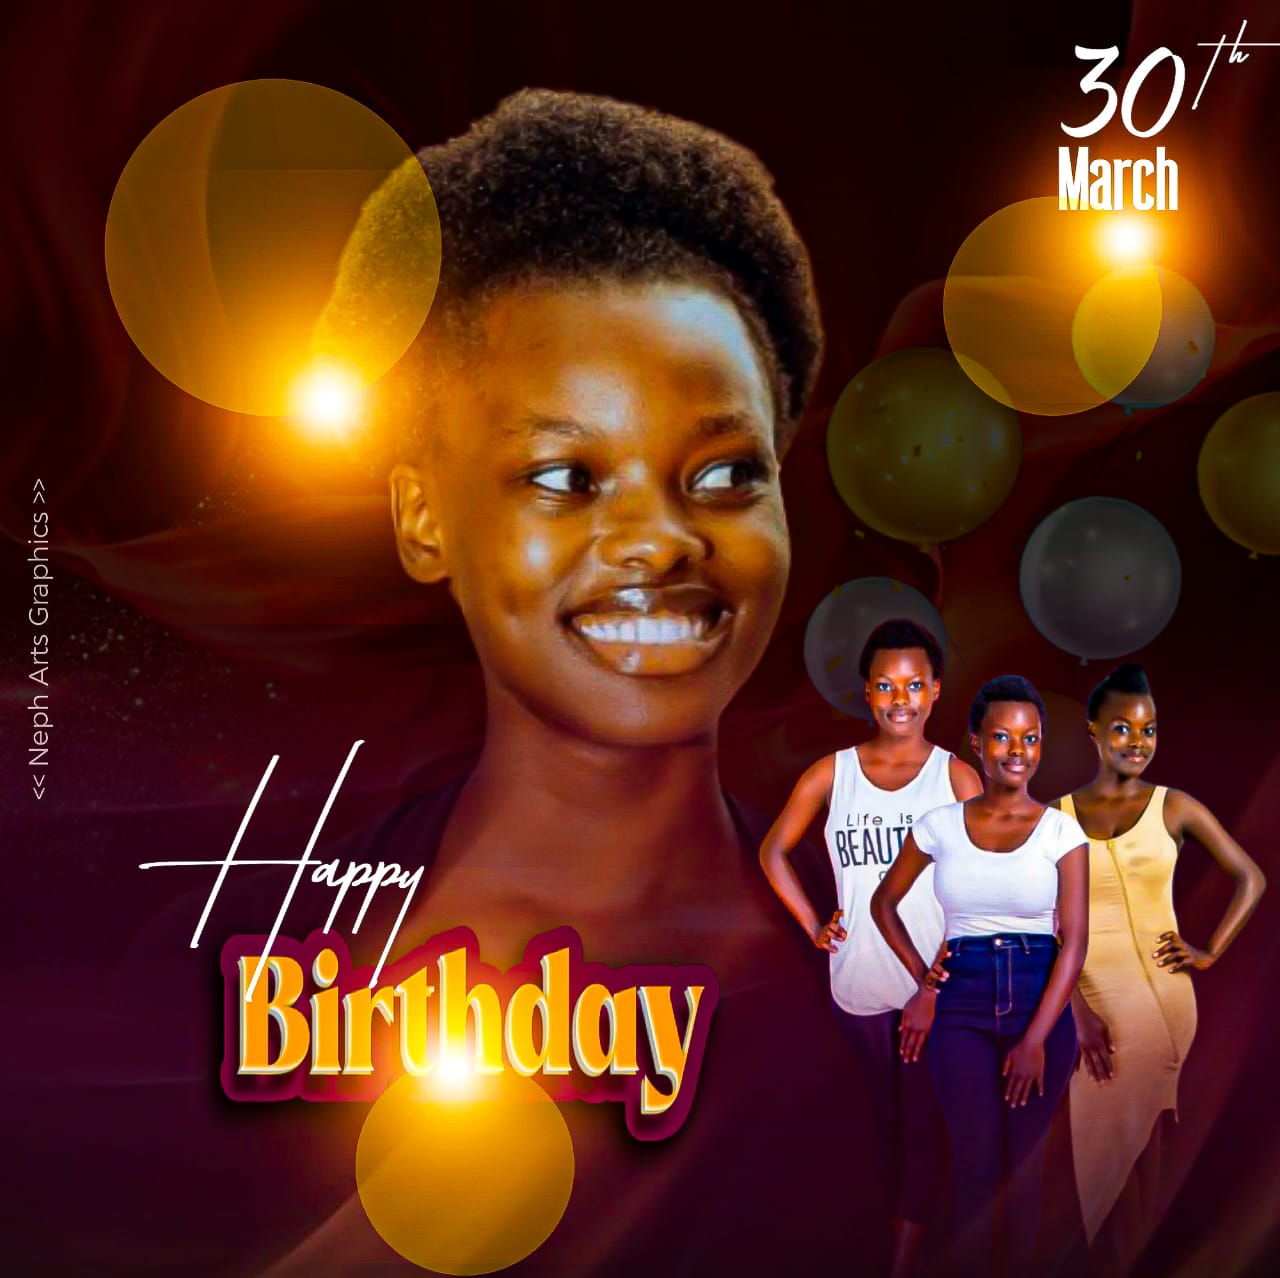 30th
March
<< Neph Arts Graphics >>
Happy
Birthday
Life is
BEAUT